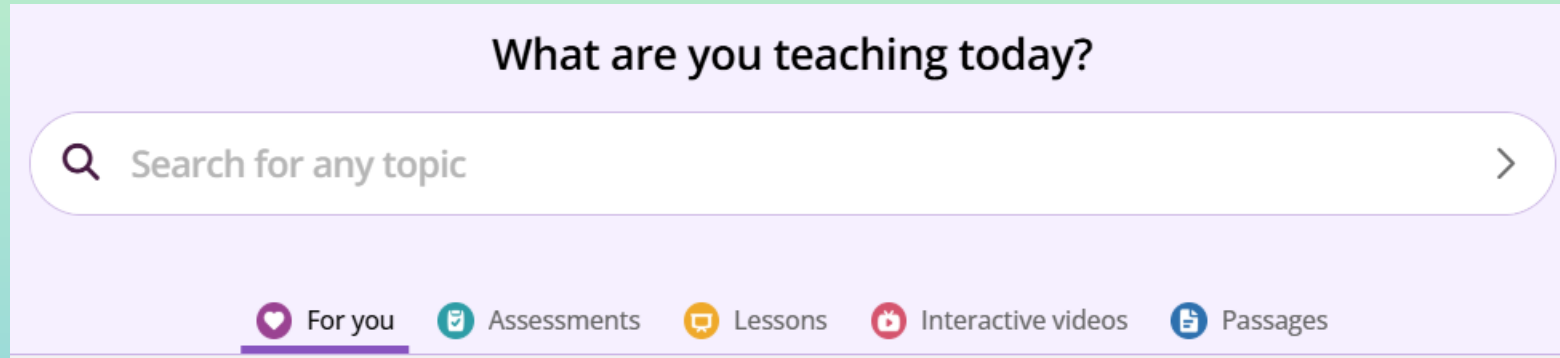 What are you teaching today?
Search for any topic
For you Assessments Lessons Interactive videos Passages